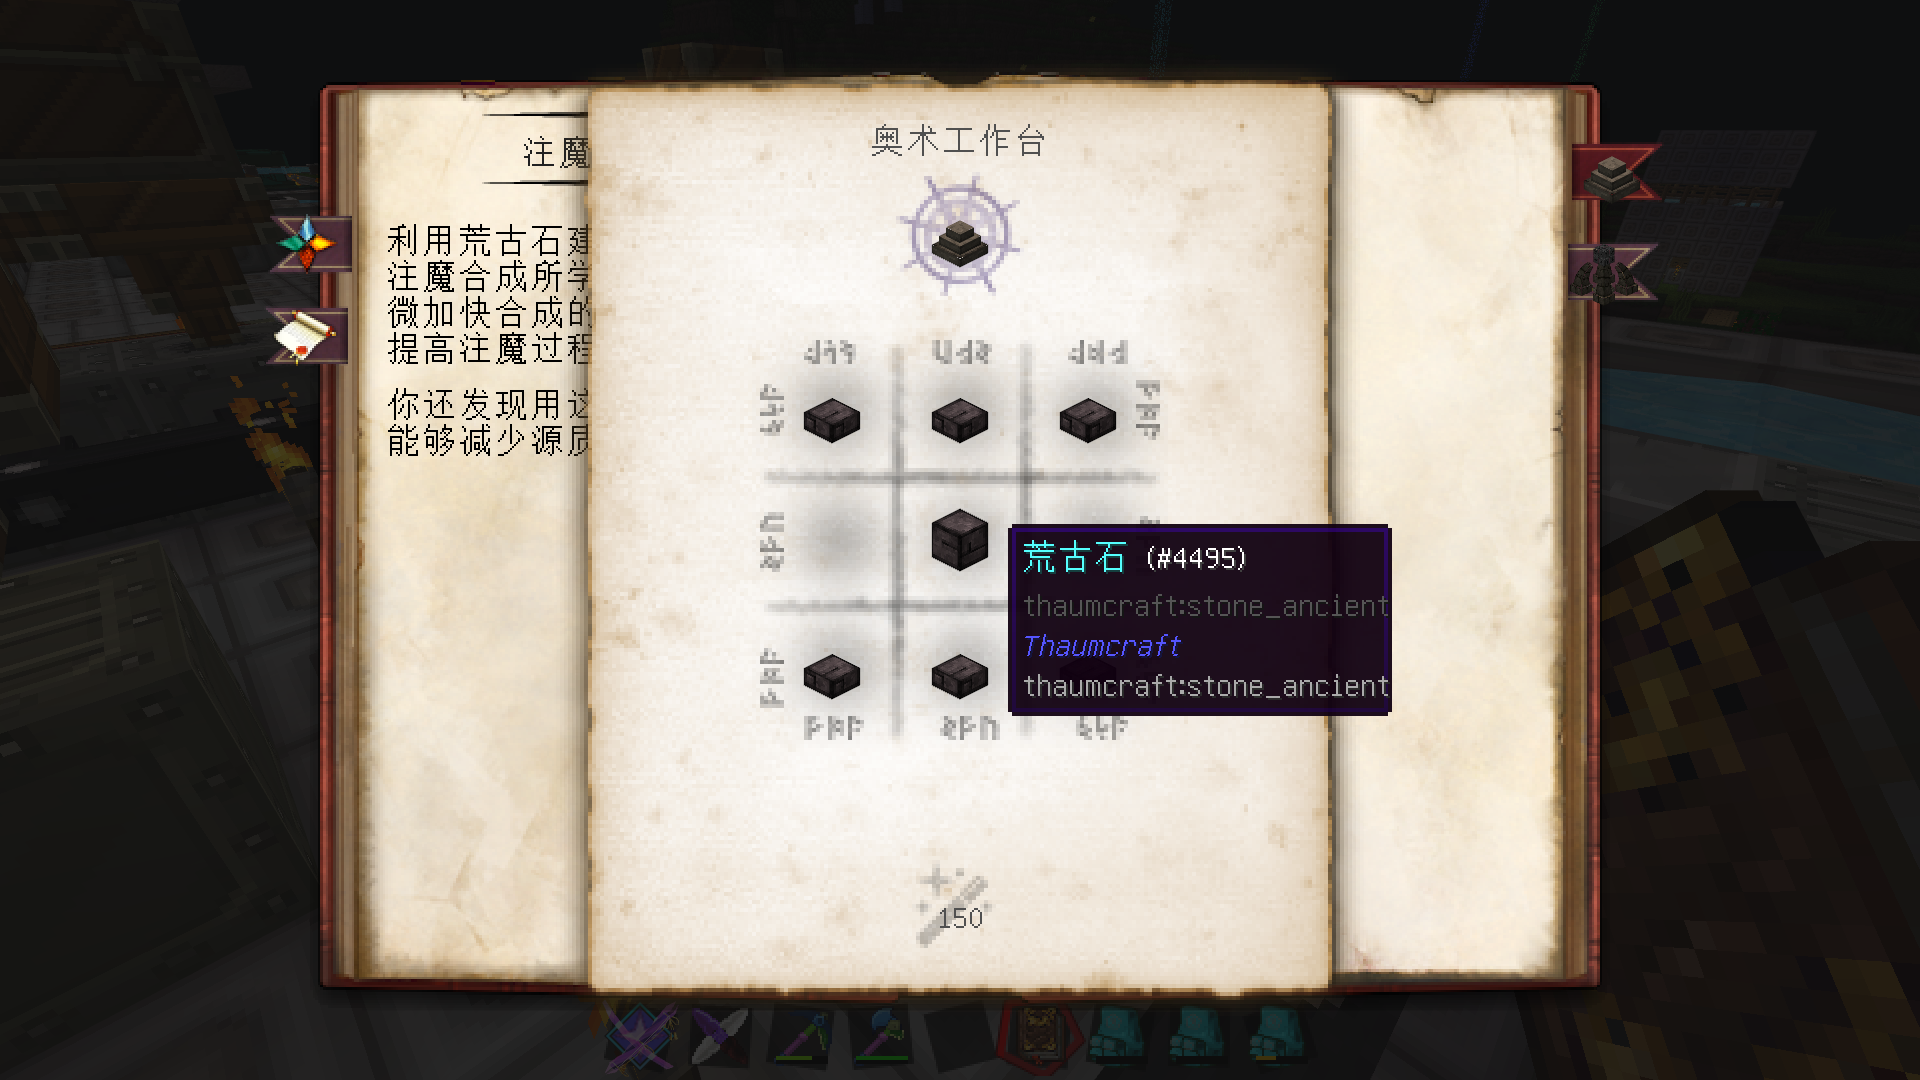 奥术工作台
注魔
利用荒古石建
注魔合成所学
微加快合成的
提高注魔过程
你还发现用这
能够减少源质
荒古石 (#4495)
thaumcraft:stone_ancient
Thaumcraft
thaumcraft:stone_ancient
150